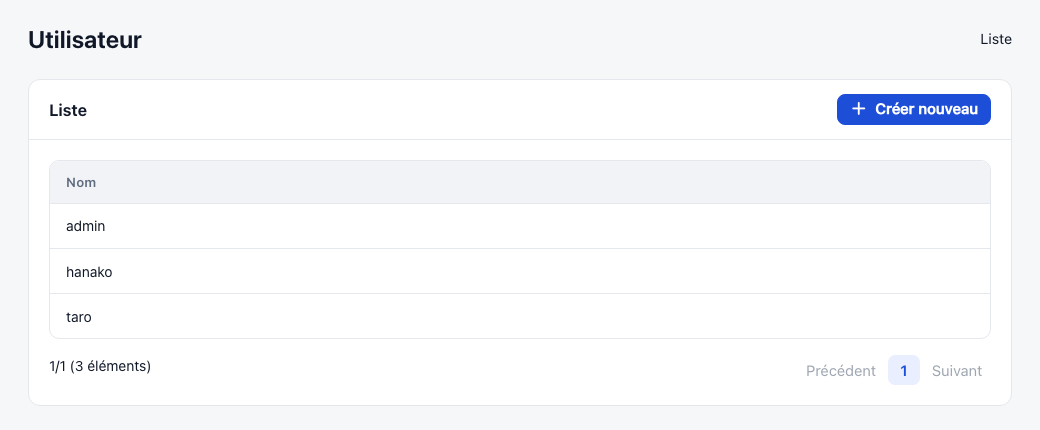 Utilisateur
Liste
Liste
Créer nouveau
Nom
admin
hanako
taro
1/1 (3 éléments)
Précédent 1 Suivant